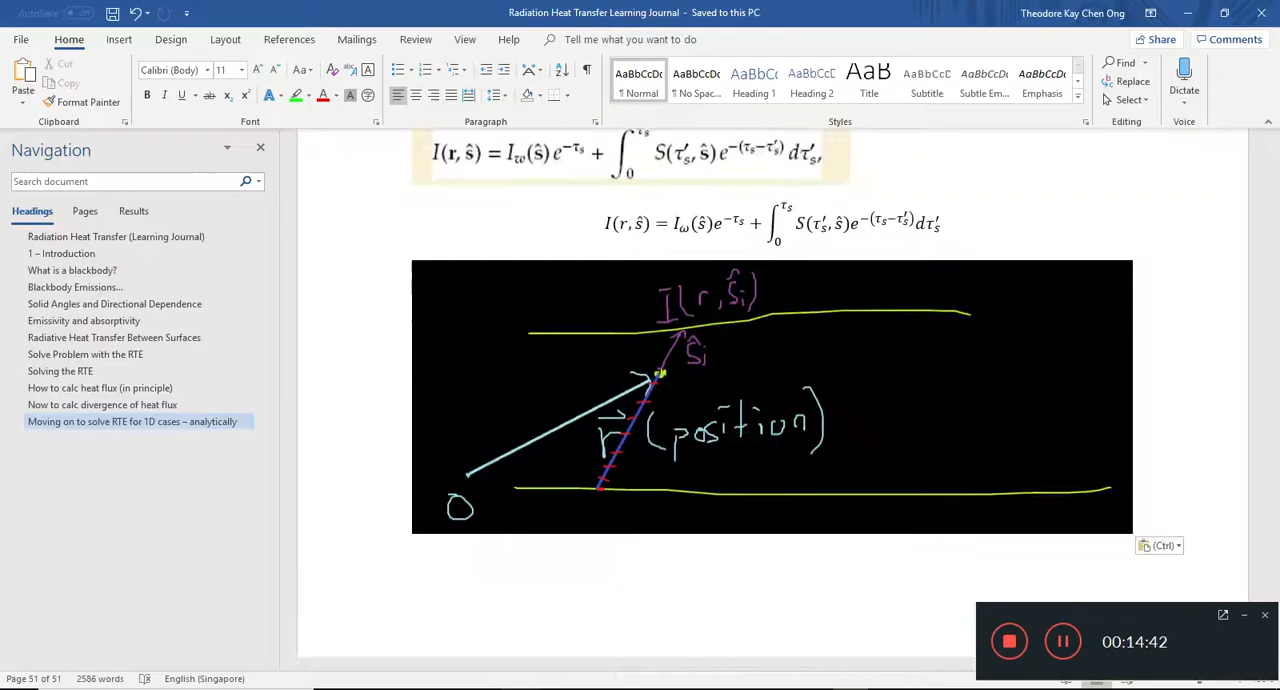 AutoSave Off
Radiation Heat Transfer Learning Journal - Saved to this PC
Theodore Kay Chen Ong
File Home Insert Design Layout References Mailings Review View Help Tell me what you want to do
Share Comments
Paste
Cut
Copy
Format Painter
Clipboard
Calibri (Body) 11
Font
Paragraph
AaBbCcDc AaBbCcDc AaBbCc AaBbCcD AaB AaBbCcD AaBbCcDc AaBbCcDc
¶ Normal ¶ No Spac... Heading 1 Heading 2 Title Subtitle Subtle Em... Emphasis
Styles
Find
Replace
Select
Editing
Dictate
Voice
Navigation
Search document
Headings Pages Results
Radiation Heat Transfer (Learning Journal)
1 – Introduction
What is a blackbody?
Blackbody Emissions...
Solid Angles and Directional Dependence
Emissivity and absorptivity
Radiative Heat Transfer Between Surfaces
Solve Problem with the RTE
Solving the RTE
How to calc heat flux (in principle)
Now to calc divergence of heat flux
Moving on to solve RTE for 1D cases – analytically
I(r, ŝ) = I_w(ŝ) e^{−τ_s} + ∫_0^{τ_s} S(τ′_s, ŝ) e^{−(τ_s−τ′_s)} dτ′_s,
I(r, ŝ) = I_ω(ŝ)e^{−τ_s} + ∫_0^{τ_s} S(τ′_s, ŝ)e^{−(τ_s−τ′_s)}dτ′_s
I(r, ŝi)
ŝi
r⃗ (position)
O
(Ctrl)
00:14:42
Page 51 of 51 2586 words English (Singapore)